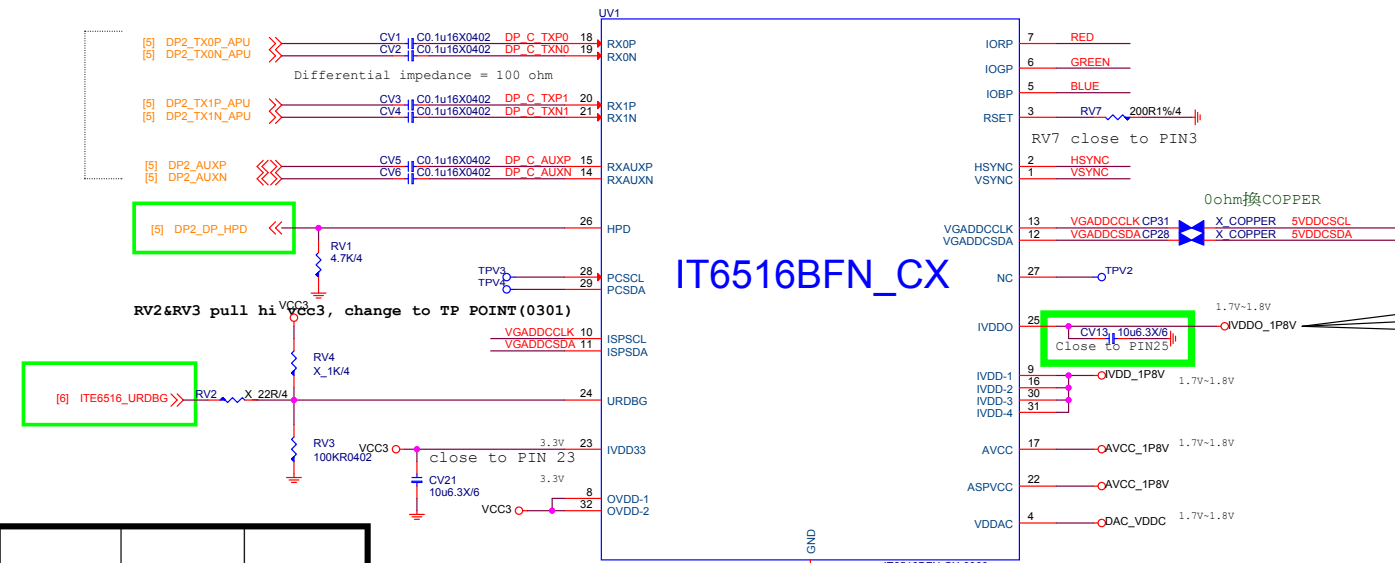 UV1
[5] DP2_TX0P_APU CV1 C0.1u16X0402 DP_C_TXP0 18 RX0P
[5] DP2_TX0N_APU CV2 C0.1u16X0402 DP_C_TXN0 19 RX0N
Differential impedance = 100 ohm
[5] DP2_TX1P_APU CV3 C0.1u16X0402 DP_C_TXP1 20 RX1P
[5] DP2_TX1N_APU CV4 C0.1u16X0402 DP_C_TXN1 21 RX1N
[5] DP2_AUXP CV5 C0.1u16X0402 DP_C_AUXP 15 RXAUXP
[5] DP2_AUXN CV6 C0.1u16X0402 DP_C_AUXN 14 RXAUXN
[5] DP2_DP_HPD 26 HPD
RV1
4.7K/4
TPV3 28 PCSCL
TPV4 29 PCSDA
RV2&RV3 pull hi vcc3, change to TP POINT(0301)
VCC3
VGADDCCLK 10 ISPSCL
VGADDCSDA 11 ISPSDA
RV4
X_1K/4
[6] ITE6516_URDBG RV2 X_22R/4 24 URDBG
RV3
100KR0402
VCC3 3.3V 23 IVDD33
close to PIN 23
CV21
10u6.3X/6
3.3V
8 OVDD-1
VCC3 32 OVDD-2
IT6516BFN_CX
GND
IORP 7 RED
IOGP 6 GREEN
IOBP 5 BLUE
RSET 3 RV7 200R1%/4
RV7 close to PIN3
HSYNC 2 HSYNC
VSYNC 1 VSYNC
0ohm換COPPER
VGADDCCLK 13 VGADDCCLK CP31 X_COPPER 5VDDCSCL
VGADDCSDA 12 VGADDCSDA CP28 X_COPPER 5VDDCSDA
NC 27 TPV2
1.7V~1.8V
IVDDO 25 IVDDO_1P8V
CV13 10u6.3X/6
Close to PIN25
IVDD-1 9 IVDD_1P8V 1.7V~1.8V
IVDD-2 16
IVDD-3 30
IVDD-4 31
AVCC 17 AVCC_1P8V 1.7V~1.8V
ASPVCC 22 AVCC_1P8V
VDDAC 4 DAC_VDDC 1.7V~1.8V